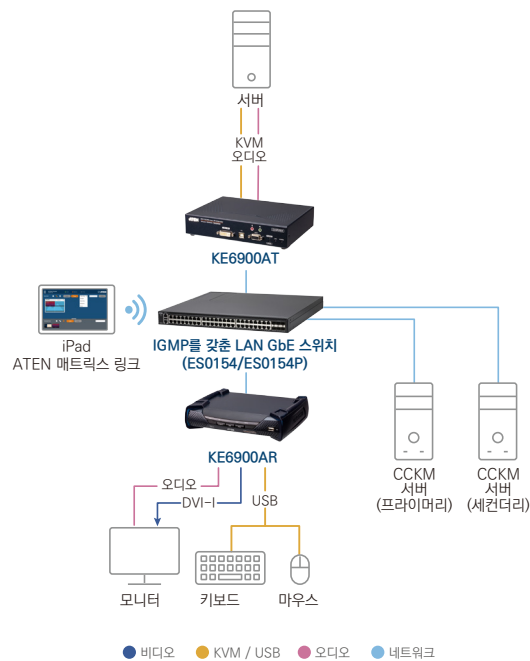 서버
KVM
오디오
KE6900AT
iPad
ATEN 매트릭스 링크
IGMP를 갖춘 LAN GbE 스위치
(ES0154/ES0154P)
KE6900AR
CCKM
서버
(프라이머리)
CCKM
서버
(세컨더리)
오디오
DVI-I
USB
모니터
키보드
마우스
비디오
KVM / USB
오디오
네트워크